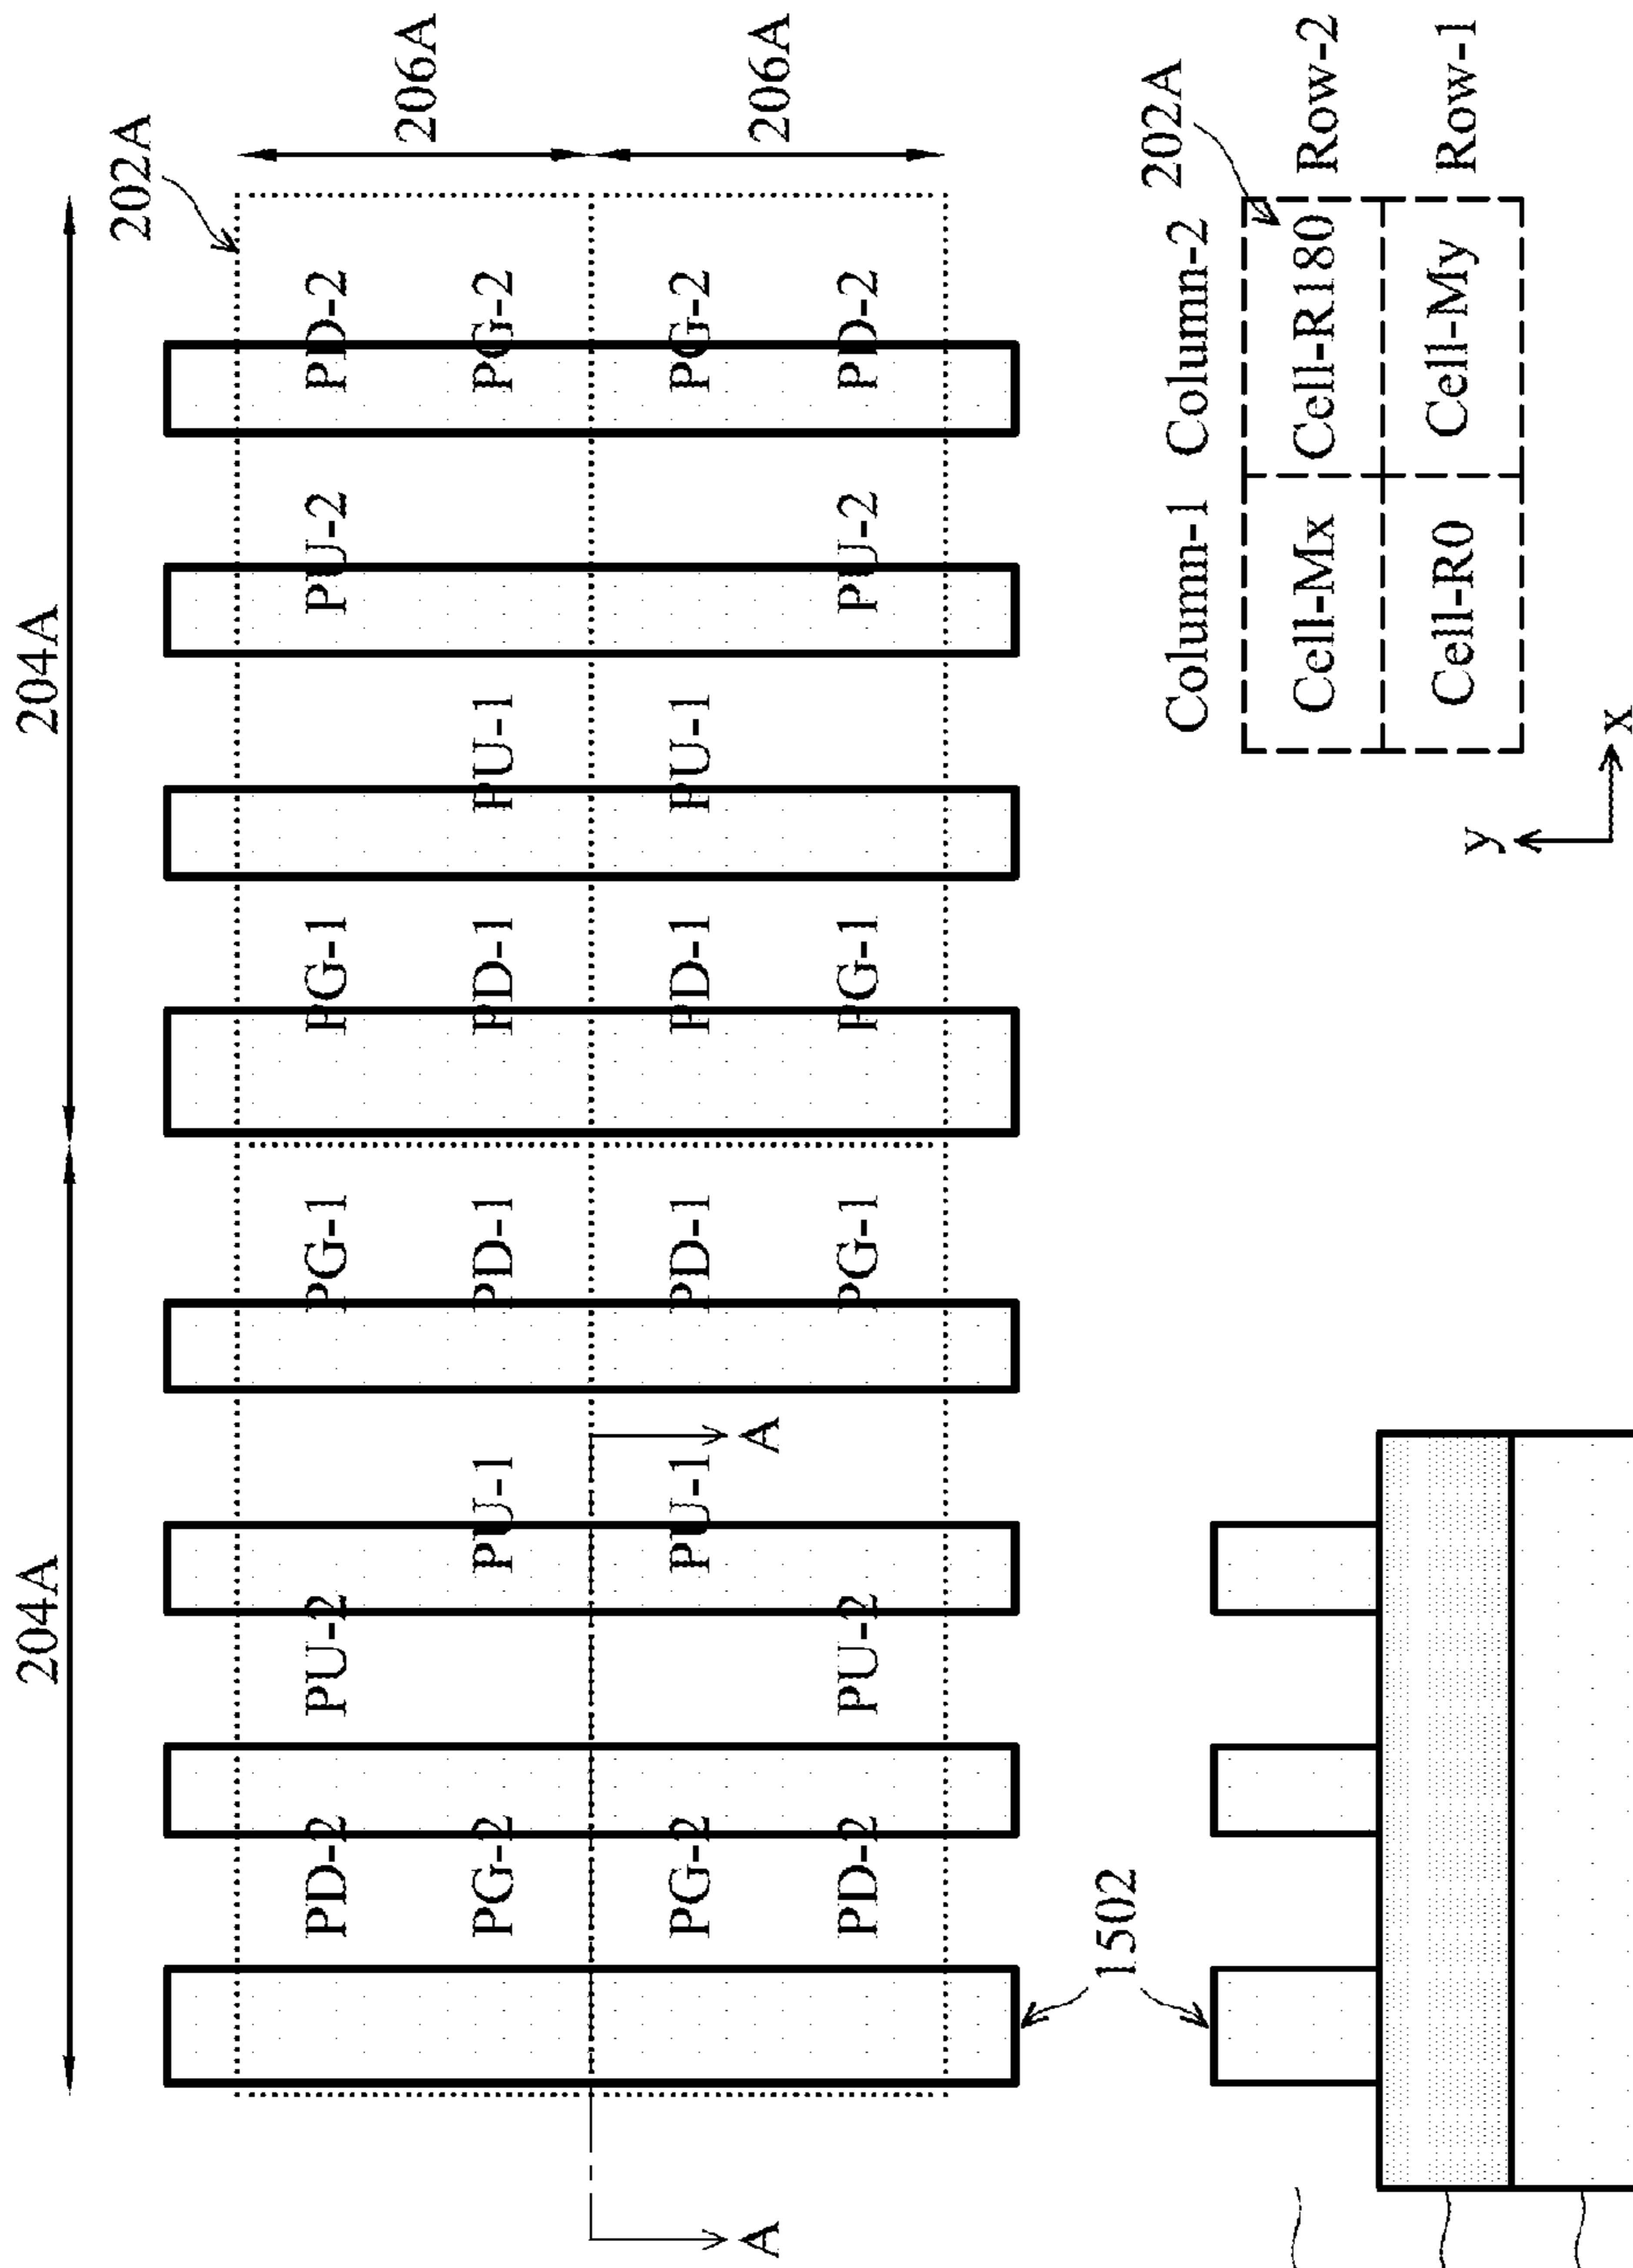 204A 204A
202A
PD-2 PU-2 PG-1 PG-1 PU-2 PD-2
206A
PG-2 PU-1 PD-1 PD-1 PU-1 PG-2
PG-2 PU-1 PD-1 PD-1 PU-1 PG-2
A A 206A
PD-2 PU-2 PG-1 PG-1 PU-2 PD-2
1502
Column-1 Column-2 202A
Cell-Mx Cell-R180 Row-2
Cell-R0 Cell-My Row-1
y
x